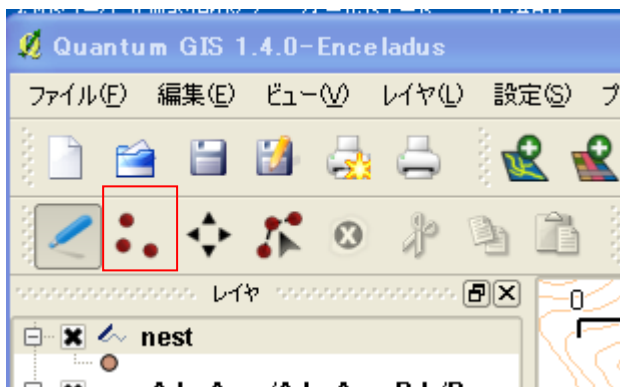 Quantum GIS 1.4.0-Enceladus
ファイル(F) 編集(E) ビュー(V) レイヤ(L) 設定(S) プ
レイヤ
0
nest